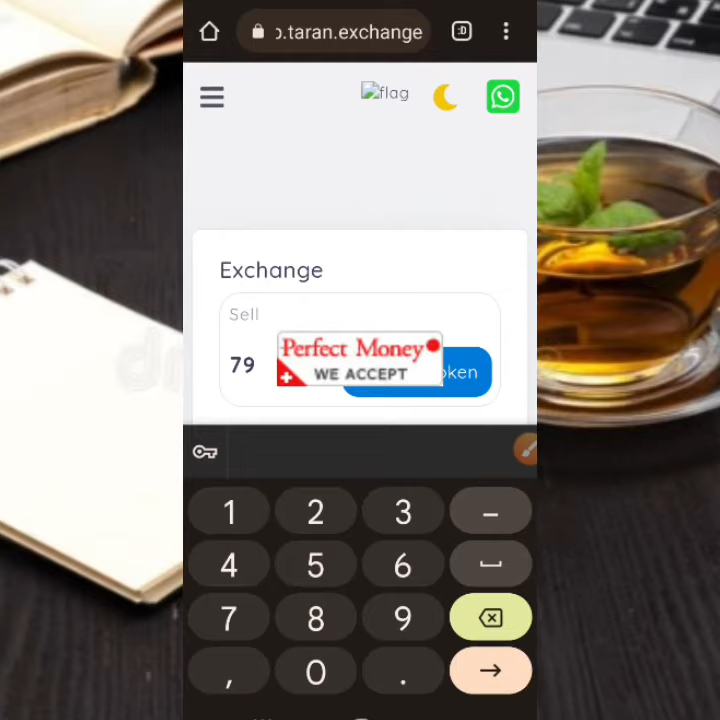 :D
ɔ.taran.exchange
flag
Exchange
Sell
79
Perfect Money
WE ACCEPT
oken
1 2 3 –
4 5 6
7 8 9
, 0 .